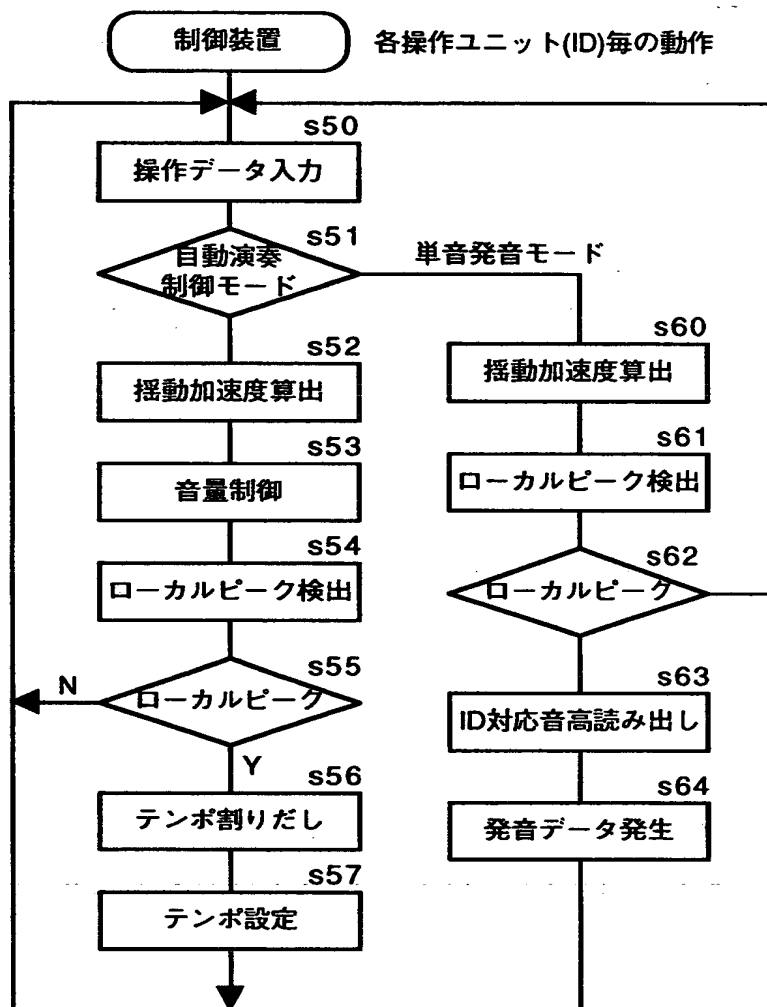 制御装置
各操作ユニット(ID)毎の動作
s50
操作データ入力
s51
自動演奏
制御モード
単音発音モード
s52
揺動加速度算出
s53
音量制御
s54
ローカルピーク検出
s55
ローカルピーク
N
Y
s56
テンポ割りだし
s57
テンポ設定
s60
揺動加速度算出
s61
ローカルピーク検出
s62
ローカルピーク
s63
ID対応音高読み出し
s64
発音データ発生